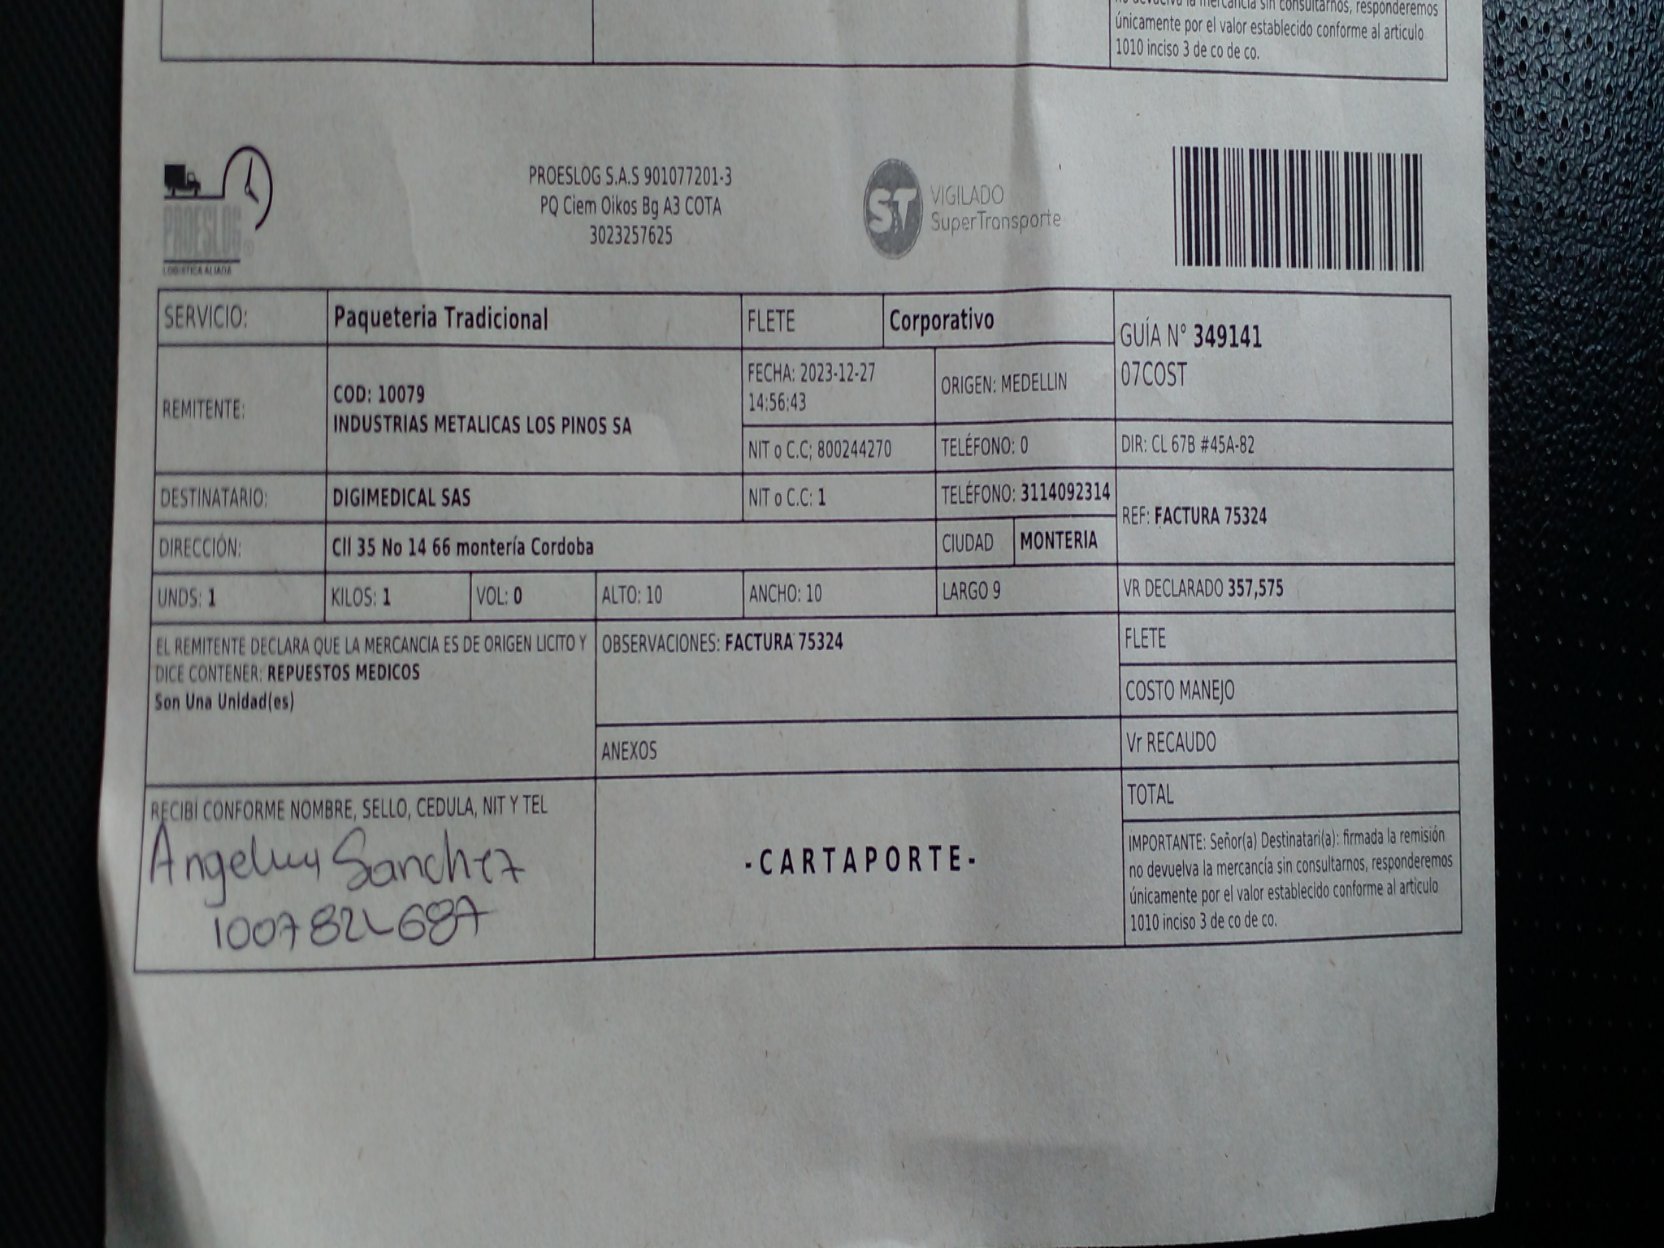 no devuelva la mercancía sin consultarnos, responderemos
únicamente por el valor establecido conforme al articulo
1010 inciso 3 de co de co.
PROESLOG
LOGISTICA ALIADA
PROESLOG S.A.S 901077201-3
PQ Ciem Oikos Bg A3 COTA
3023257625
ST
VIGILADO
SuperTransporte
SERVICIO: Paqueteria Tradicional FLETE Corporativo
GUÍA N° 349141
07COST
REMITENTE:
COD: 10079
INDUSTRIAS METALICAS LOS PINOS SA
FECHA: 2023-12-27
14:56:43
ORIGEN: MEDELLIN
NIT o C.C; 800244270 TELÉFONO: 0 DIR: CL 67B #45A-82
DESTINATARIO: DIGIMEDICAL SAS NIT o C.C: 1 TELÉFONO: 3114092314
REF: FACTURA 75324
DIRECCIÓN: Cll 35 No 14 66 montería Cordoba CIUDAD MONTERIA
UNDS: 1 KILOS: 1 VOL: 0 ALTO: 10 ANCHO: 10 LARGO 9 VR DECLARADO 357,575
EL REMITENTE DECLARA QUE LA MERCANCIA ES DE ORIGEN LICITO Y
DICE CONTENER: REPUESTOS MEDICOS
Son Una Unidad(es)
OBSERVACIONES: FACTURA 75324
ANEXOS
FLETE
COSTO MANEJO
Vr RECAUDO
TOTAL
RECIBÍ CONFORME NOMBRE, SELLO, CEDULA, NIT Y TEL
Sanchez
-CARTAPORTE-
IMPORTANTE: Señor(a) Destinatari(a): firmada la remisión
no devuelva la mercancía sin consultarnos, responderemos
únicamente por el valor establecido conforme al articulo
1010 inciso 3 de co de co.